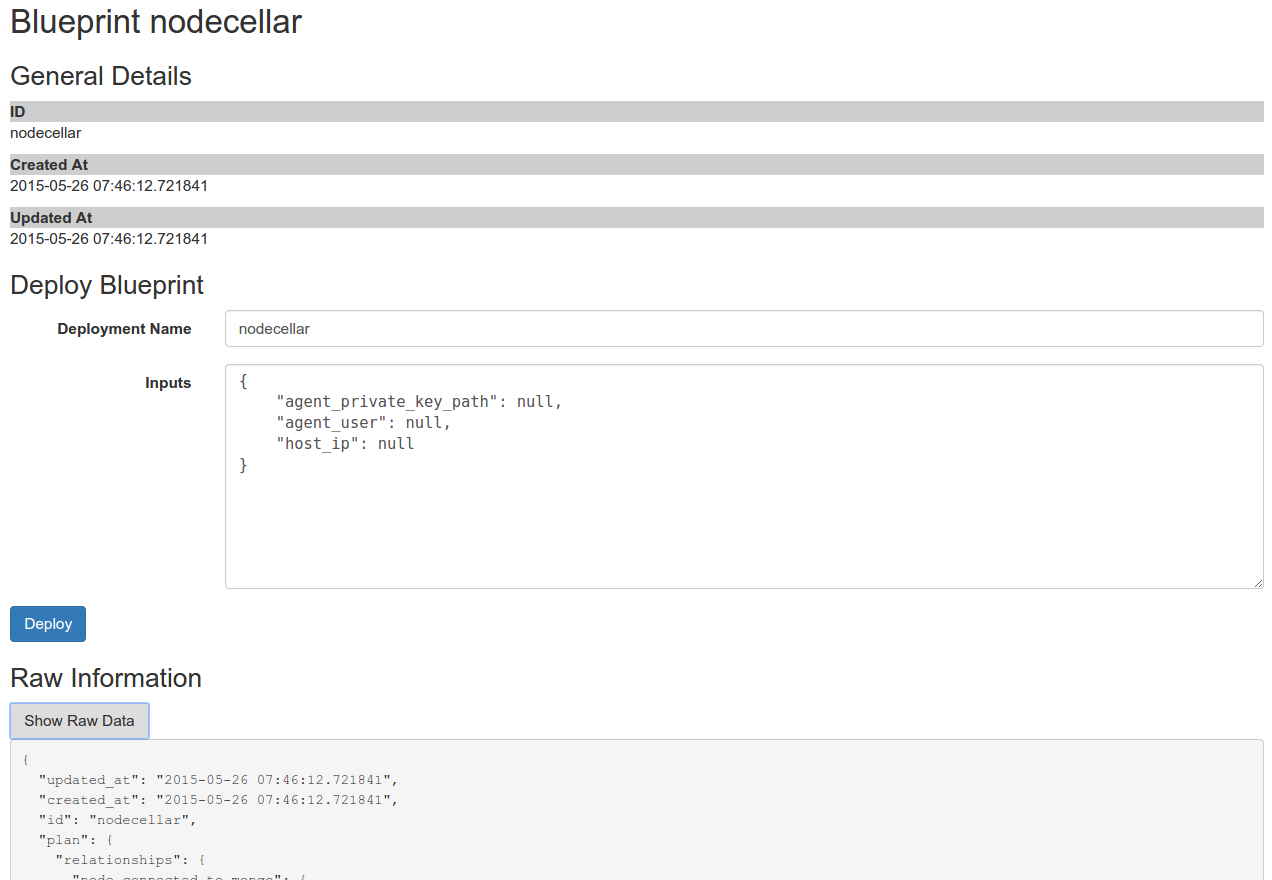 Blueprint nodecellar
General Details
ID
nodecellar
Created At
2015-05-26 07:46:12.721841
Updated At
2015-05-26 07:46:12.721841
Deploy Blueprint
Deployment Name
nodecellar
Inputs
{
"agent_private_key_path": null,
"agent_user": null,
"host_ip": null
}
Deploy
Raw Information
Show Raw Data
{
"updated_at": "2015-05-26 07:46:12.721841",
"created_at": "2015-05-26 07:46:12.721841",
"id": "nodecellar",
"plan": {
"relationships": {
"node_connected_to_mongo": {